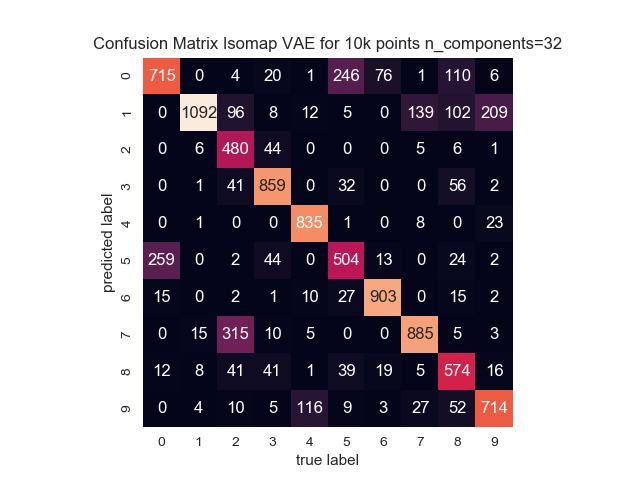 Confusion Matrix Isomap VAE for 10k points n_components=32
0 715 0 4 20 1 246 76 1 110 6
1 0 1092 96 8 12 5 0 139 102 209
2 0 6 480 44 0 0 0 5 6 1
3 0 1 41 859 0 32 0 0 56 2
4 0 1 0 0 835 1 0 8 0 23
5 259 0 2 44 0 504 13 0 24 2
6 15 0 2 1 10 27 903 0 15 2
7 0 15 315 10 5 0 0 885 5 3
8 12 8 41 41 1 39 19 5 574 16
9 0 4 10 5 116 9 3 27 52 714
0 1 2 3 4 5 6 7 8 9
true label
predicted label